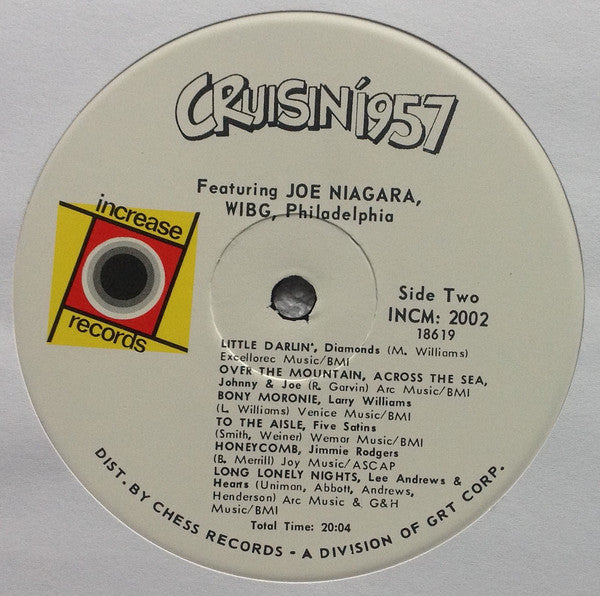 CRUISIN' 1957
Featuring JOE NIAGARA,
WIBG, Philadelphia
increase
records
Side Two
INCM: 2002
18619
LITTLE DARLIN', Diamonds (M. Williams)
Excellorec Music/BMI
OVER THE MOUNTAIN, ACROSS THE SEA,
Johnny & Joe (R. Garvin) Arc Music/BMI
BONY MORONIE, Larry Williams
(L. Williams) Venice Music/BMI
TO THE AISLE, Five Satins
(Smith, Weiner) Wemar Music/BMI
HONEYCOMB, Jimmie Rodgers
(B. Merrill) Joy Music/ASCAP
LONG LONELY NIGHTS, Lee Andrews &
Hearts (Uniman, Abbott, Andrews,
Henderson) Arc Music & G&H
Music/BMI
Total Time: 20:04
DIST. BY CHESS RECORDS - A DIVISION OF GRT CORP.